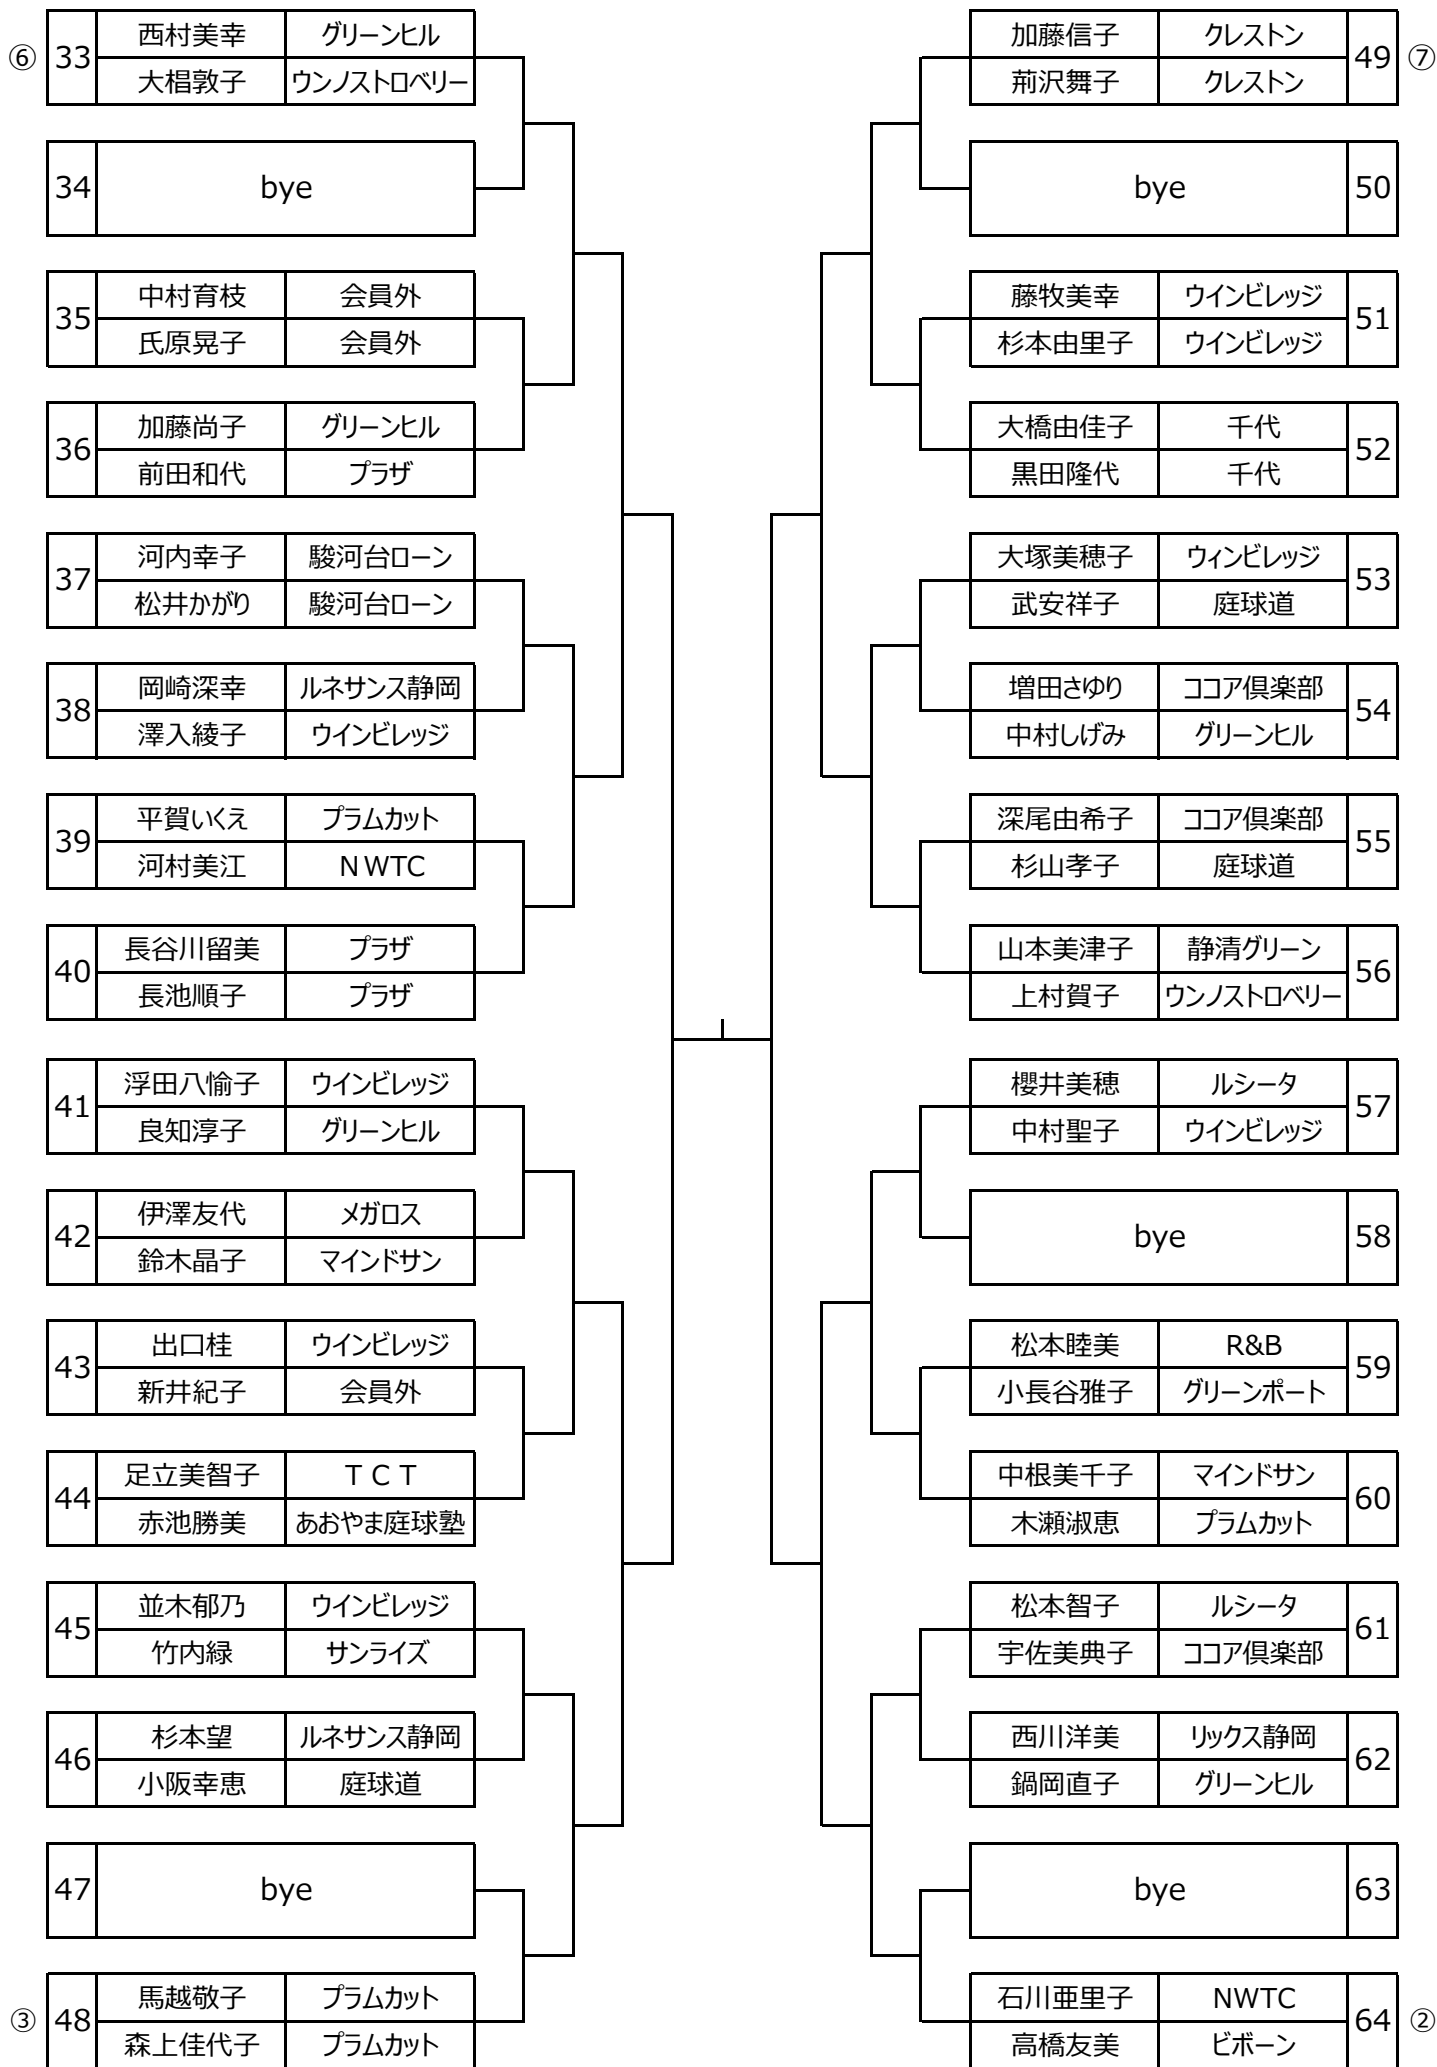 ⑥ 33 西村美幸 グリーンヒル
大椙敦子 ウンノストロベリー
34 bye
35 中村育枝 会員外
氏原晃子 会員外
36 加藤尚子 グリーンヒル
前田和代 プラザ
37 河内幸子 駿河台ローン
松井かがり 駿河台ローン
38 岡崎深幸 ルネサンス静岡
澤入綾子 ウインビレッジ
39 平賀いくえ プラムカット
河村美江 NWTC
40 長谷川留美 プラザ
長池順子 プラザ
41 浮田八愉子 ウインビレッジ
良知淳子 グリーンヒル
42 伊澤友代 メガロス
鈴木晶子 マインドサン
43 出口桂 ウインビレッジ
新井紀子 会員外
44 足立美智子 TCT
赤池勝美 あおやま庭球塾
45 並木郁乃 ウインビレッジ
竹内緑 サンライズ
46 杉本望 ルネサンス静岡
小阪幸恵 庭球道
47 bye
③ 48 馬越敬子 プラムカット
森上佳代子 プラムカット
加藤信子 クレストン 49 ⑦
荊沢舞子 クレストン
bye 50
藤牧美幸 ウインビレッジ 51
杉本由里子 ウインビレッジ
大橋由佳子 千代 52
黒田隆代 千代
大塚美穂子 ウィンビレッジ 53
武安祥子 庭球道
増田さゆり ココア倶楽部 54
中村しげみ グリーンヒル
深尾由希子 ココア倶楽部 55
杉山孝子 庭球道
山本美津子 静清グリーン 56
上村賀子 ウンノストロベリー
櫻井美穂 ルシータ 57
中村聖子 ウインビレッジ
bye 58
松本睦美 R&B 59
小長谷雅子 グリーンポート
中根美千子 マインドサン 60
木瀬淑恵 プラムカット
松本智子 ルシータ 61
宇佐美典子 ココア倶楽部
西川洋美 リックス静岡 62
鍋岡直子 グリーンヒル
bye 63
石川亜里子 NWTC 64 ②
高橋友美 ビボーン